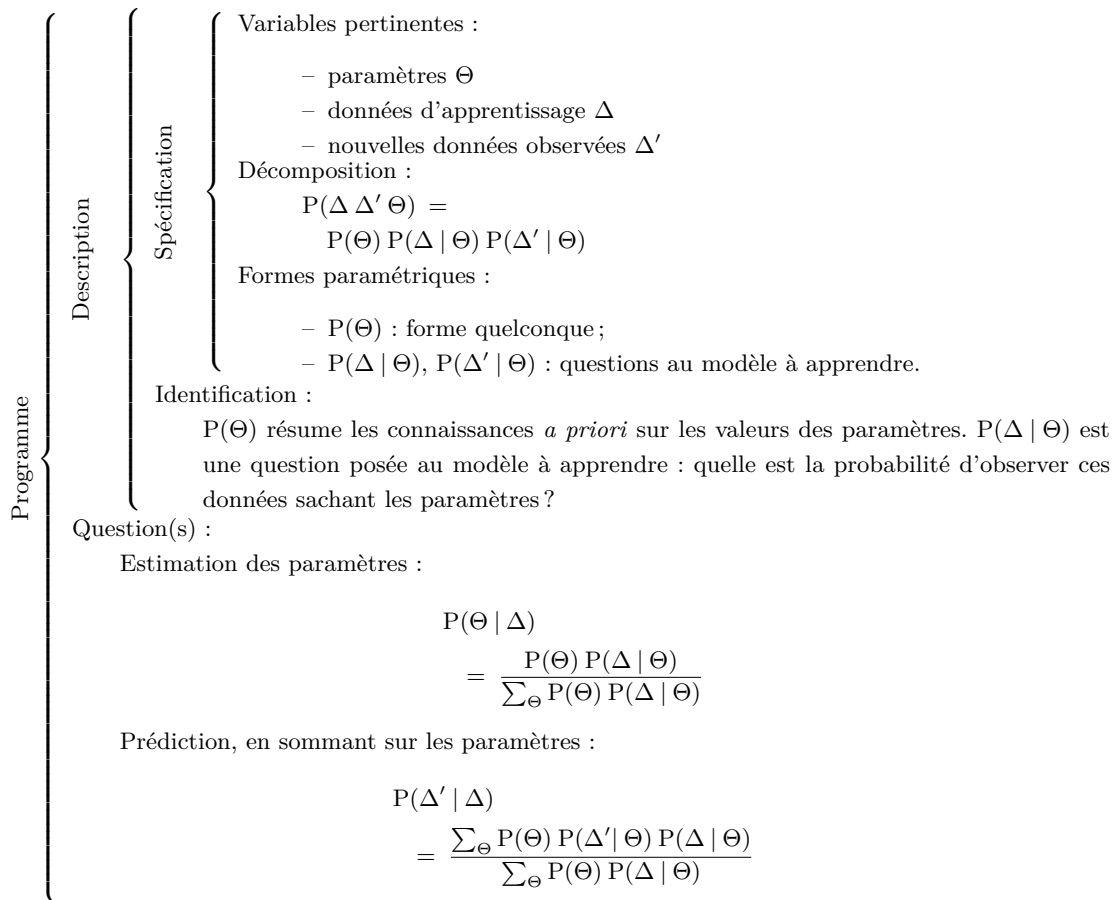 Programme
Description
Spécification
Variables pertinentes :
– paramètres Θ
– données d'apprentissage Δ
– nouvelles données observées Δ′
Décomposition :
P(Δ Δ′ Θ) =
P(Θ) P(Δ | Θ) P(Δ′ | Θ)
Formes paramétriques :
– P(Θ) : forme quelconque ;
– P(Δ | Θ), P(Δ′ | Θ) : questions au modèle à apprendre.
Identification :
P(Θ) résume les connaissances a priori sur les valeurs des paramètres. P(Δ | Θ) est
une question posée au modèle à apprendre : quelle est la probabilité d'observer ces
données sachant les paramètres ?
Question(s) :
Estimation des paramètres :
P(Θ | Δ)
= P(Θ) P(Δ | Θ)
∑Θ P(Θ) P(Δ | Θ)
Prédiction, en sommant sur les paramètres :
P(Δ′ | Δ)
= ∑Θ P(Θ) P(Δ′| Θ) P(Δ | Θ)
∑Θ P(Θ) P(Δ | Θ)